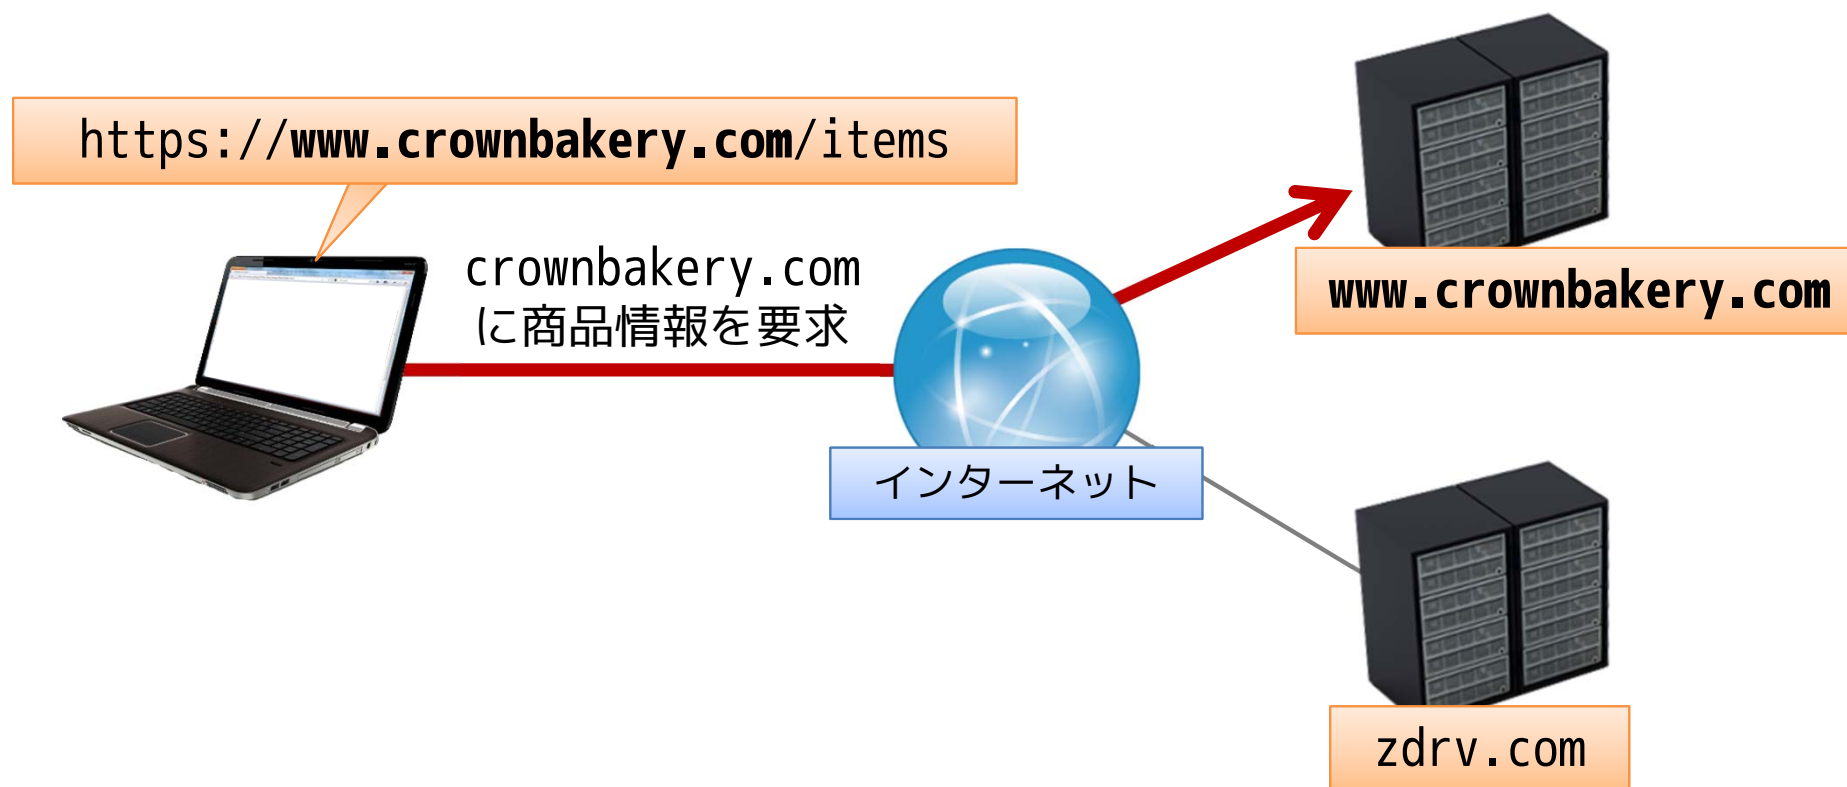 https://www.crownbakery.com/items
crownbakery.com
に商品情報を要求
www.crownbakery.com
インターネット
zdrv.com